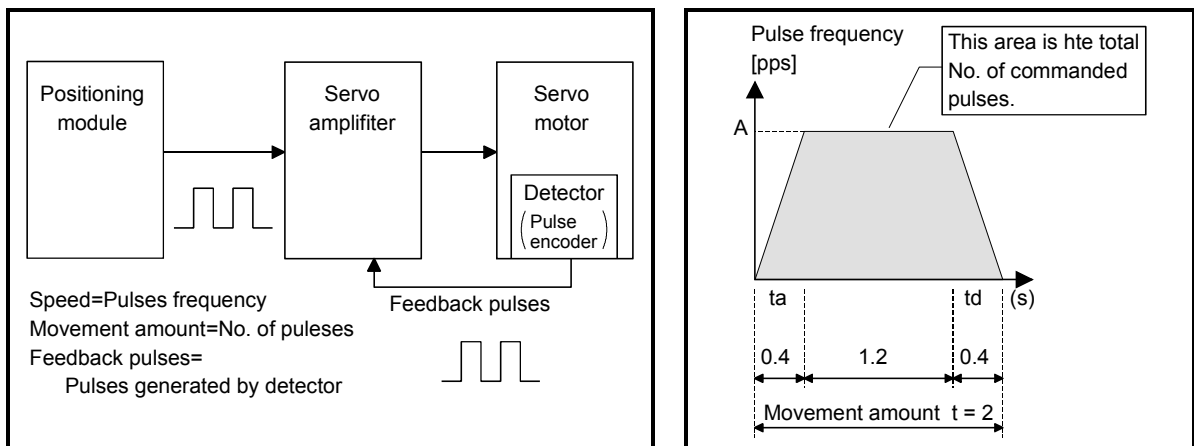 Positioning
module
Servo
amplifiter
Servo
motor
Detector
(Pulse
encoder)
Feedback pulses
Speed=Pulses frequency
Movement amount=No. of puleses
Feedback pulses=
Pulses generated by detector
Pulse frequency
[pps]
This area is hte total
No. of commanded
pulses.
A
ta
td
(s)
0.4
1.2
0.4
Movement amount t = 2